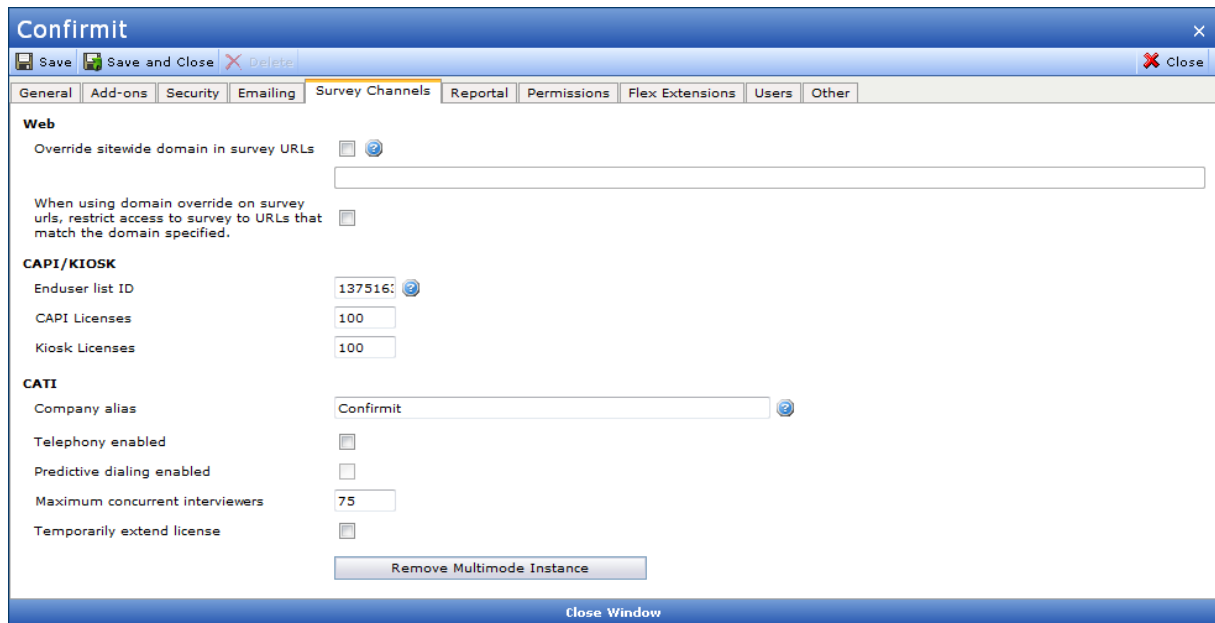 Confirmit
Save Save and Close Delete Close
General Add-ons Security Emailing Survey Channels Reportal Permissions Flex Extensions Users Other
Web
Override sitewide domain in survey URLs
When using domain override on survey
urls, restrict access to survey to URLs that
match the domain specified.
CAPI/KIOSK
Enduser list ID
CAPI Licenses 100
Kiosk Licenses 100
CATI
Company alias Confirmit
Telephony enabled
Predictive dialing enabled
Maximum concurrent interviewers 75
Temporarily extend license
Remove Multimode Instance
Close Window